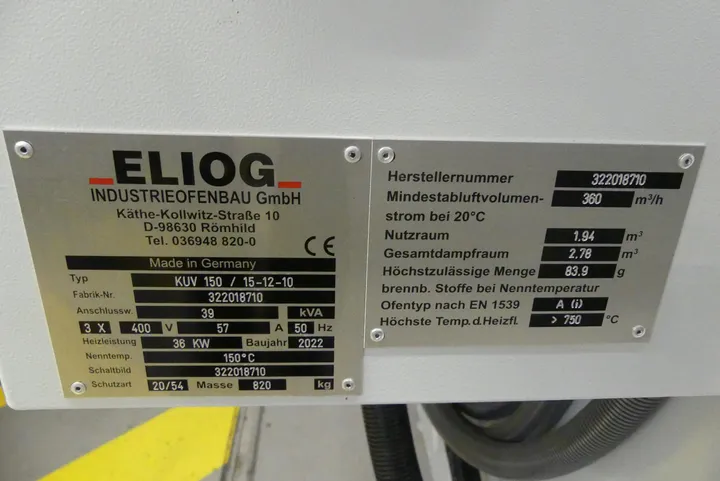 ELIOG
INDUSTRIEOFENBAU GmbH
Käthe-Kollwitz-Straße 10
D-98630 Römhild
Tel. 036948 820-0
CE
Made in Germany
Typ KUV 150 / 15-12-10
Fabrik-Nr. 322018710
Anschlussw. 39 kVA
3 X 400 V 57 A 50 Hz
Heizleistung 36 KW Baujahr 2022
Nenntemp. 150°C
Schaltbild 322018710
Schutzart 20/54 Masse 820 kg
Herstellernummer 322018710
Mindestabluftvolumen- 360 m³/h
strom bei 20°C
Nutzraum 1.94 m³
Gesamtdampfraum 2.76 m³
Höchstzulässige Menge 83.9 g
brennb. Stoffe bei Nenntemperatur
Ofentyp nach EN 1539 A (i)
Höchste Temp.d.Heizfl. > 750 °C